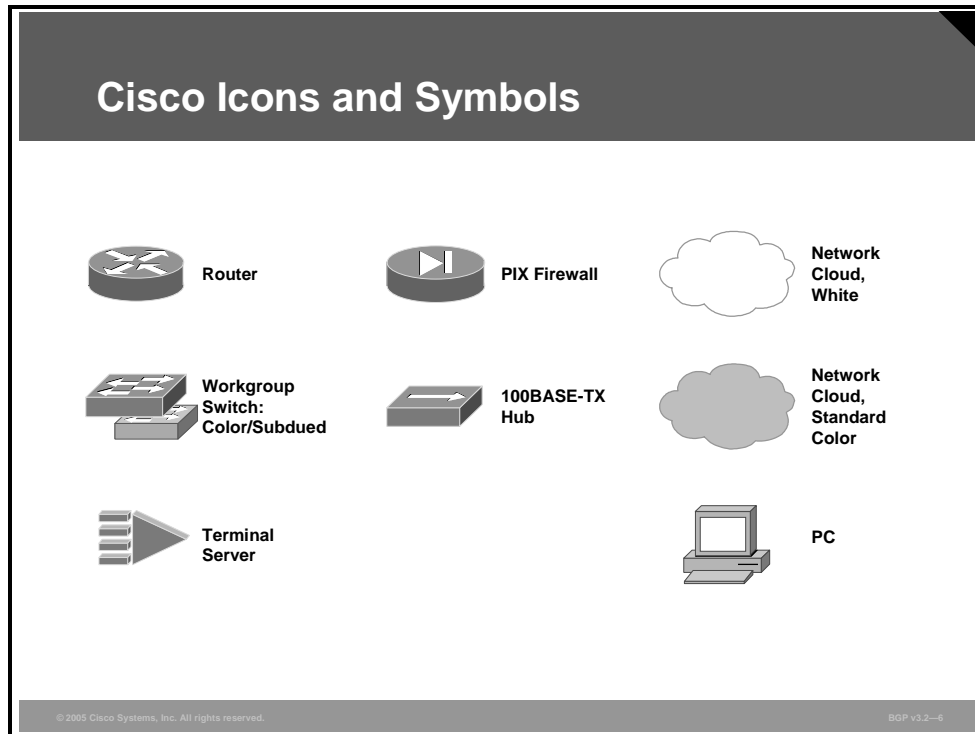 Cisco Icons and Symbols
Router
PIX Firewall
Network
Cloud,
White
Workgroup
Switch:
Color/Subdued
100BASE-TX
Hub
Network
Cloud,
Standard
Color
Terminal
Server
PC
© 2005 Cisco Systems, Inc. All rights reserved.
BGP v3.2—6